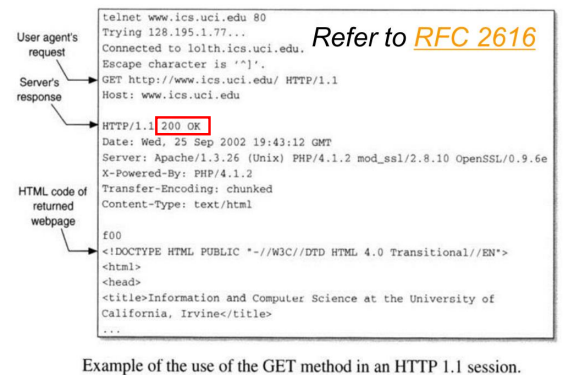 telnet www.ics.uci.edu 80
Trying 128.195.1.77...
Connected to lolth.ics.uci.edu.
Escape character is '^]'.
Refer to RFC 2616
User agent's
request
GET http://www.ics.uci.edu/ HTTP/1.1
Host: www.ics.uci.edu
Server's
response
HTTP/1.1 200 OK
Date: Wed, 25 Sep 2002 19:43:12 GMT
Server: Apache/1.3.26 (Unix) PHP/4.1.2 mod_ssl/2.8.10 OpenSSL/0.9.6e
X-Powered-By: PHP/4.1.2
Transfer-Encoding: chunked
Content-Type: text/html
HTML code of
returned
webpage
f00
<!DOCTYPE HTML PUBLIC "-//W3C//DTD HTML 4.0 Transitional//EN">
<html>
<head>
<title>Information and Computer Science at the University of
California, Irvine</title>
...
Example of the use of the GET method in an HTTP 1.1 session.